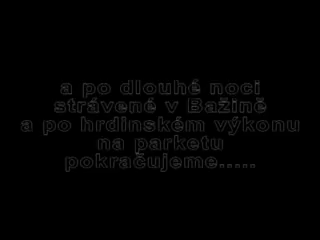 a po dlouhé noci
strávené v Bažině
a po hrdinském výkonu
na parketu
pokračujeme.....